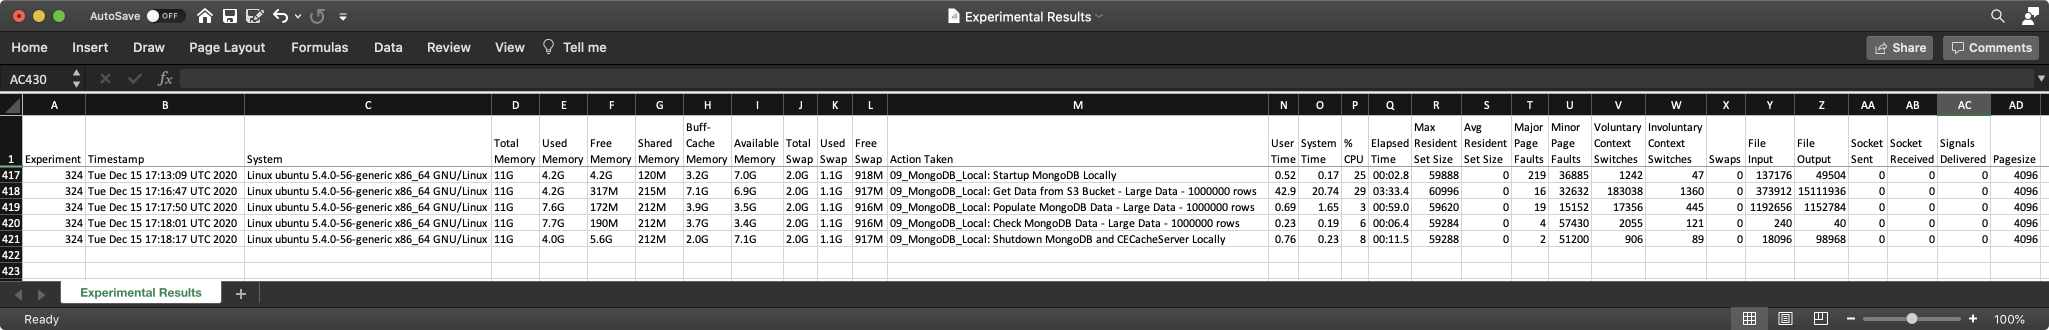 AutoSave OFF Experimental Results
Home Insert Draw Page Layout Formulas Data Review View Tell me Share Comments
AC430 fx
A B C D E F G H I J K L M N O P Q R S T U V W X Y Z AA AB AC AD
Buff- Max Avg Major Minor Voluntary Involuntary
Total Used Free Shared Cache Available Total Used Free User System % Elapsed Resident Resident Page Page Context Context File File Socket Socket Signals
1 Experiment Timestamp System Memory Memory Memory Memory Memory Memory Swap Swap Swap Action Taken Time Time CPU Time Set Size Set Size Faults Faults Switches Switches Swaps Input Output Sent Received Delivered Pagesize
417 324 Tue Dec 15 17:13:09 UTC 2020 Linux ubuntu 5.4.0-56-generic x86_64 GNU/Linux 11G 4.2G 4.2G 120M 3.2G 7.0G 2.0G 1.1G 918M 09_MongoDB_Local: Startup MongoDB Locally 0.52 0.17 25 00:02.8 59888 0 219 36885 1242 47 0 137176 49504 0 0 0 4096
418 324 Tue Dec 15 17:16:47 UTC 2020 Linux ubuntu 5.4.0-56-generic x86_64 GNU/Linux 11G 4.2G 317M 215M 7.1G 6.9G 2.0G 1.1G 917M 09_MongoDB_Local: Get Data from S3 Bucket - Large Data - 1000000 rows 42.9 20.74 29 03:33.4 60996 0 16 32632 183038 1360 0 373912 15111936 0 0 0 4096
419 324 Tue Dec 15 17:17:50 UTC 2020 Linux ubuntu 5.4.0-56-generic x86_64 GNU/Linux 11G 7.6G 172M 212M 3.9G 3.5G 2.0G 1.1G 916M 09_MongoDB_Local: Populate MongoDB Data - Large Data - 1000000 rows 0.69 1.65 3 00:59.0 59620 0 19 15152 17356 445 0 1192656 1152784 0 0 0 4096
420 324 Tue Dec 15 17:18:01 UTC 2020 Linux ubuntu 5.4.0-56-generic x86_64 GNU/Linux 11G 7.7G 190M 212M 3.7G 3.4G 2.0G 1.1G 916M 09_MongoDB_Local: Check MongoDB Data - Large Data - 1000000 rows 0.23 0.19 6 00:06.4 59284 0 4 57430 2055 121 0 240 40 0 0 0 4096
421 324 Tue Dec 15 17:18:17 UTC 2020 Linux ubuntu 5.4.0-56-generic x86_64 GNU/Linux 11G 4.0G 5.6G 212M 2.0G 7.1G 2.0G 1.1G 917M 09_MongoDB_Local: Shutdown MongoDB and CECacheServer Locally 0.76 0.23 8 00:11.5 59288 0 2 51200 906 89 0 18096 98968 0 0 0 4096
422
423
Experimental Results
Ready 100%